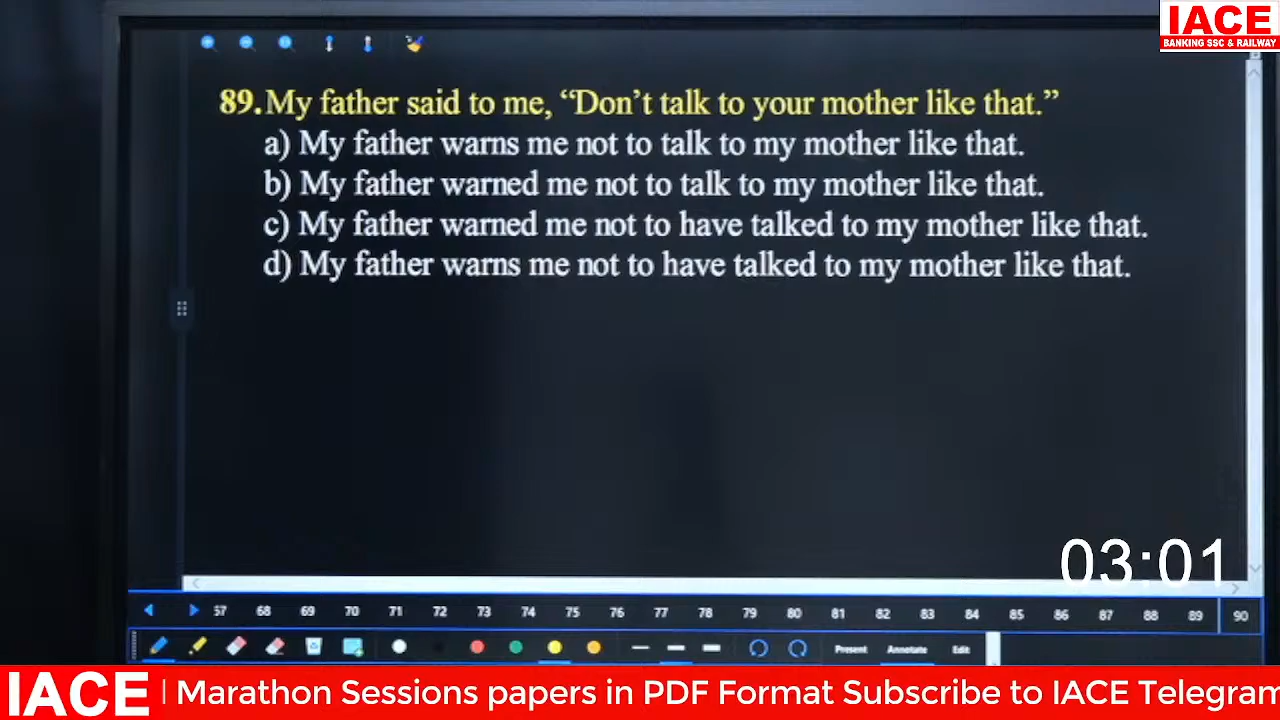 IACE
BANKING SSC & RAILWAY
89. My father said to me, “Don’t talk to your mother like that.”
a) My father warns me not to talk to my mother like that.
b) My father warned me not to talk to my mother like that.
c) My father warned me not to have talked to my mother like that.
d) My father warns me not to have talked to my mother like that.
03:01
57 68 69 70 71 72 73 74 75 76 77 78 79 80 81 82 83 84 85 86 87 88 89 90
Present Annotate Edit
IACE | Marathon Sessions papers in PDF Format Subscribe to IACE Telegram